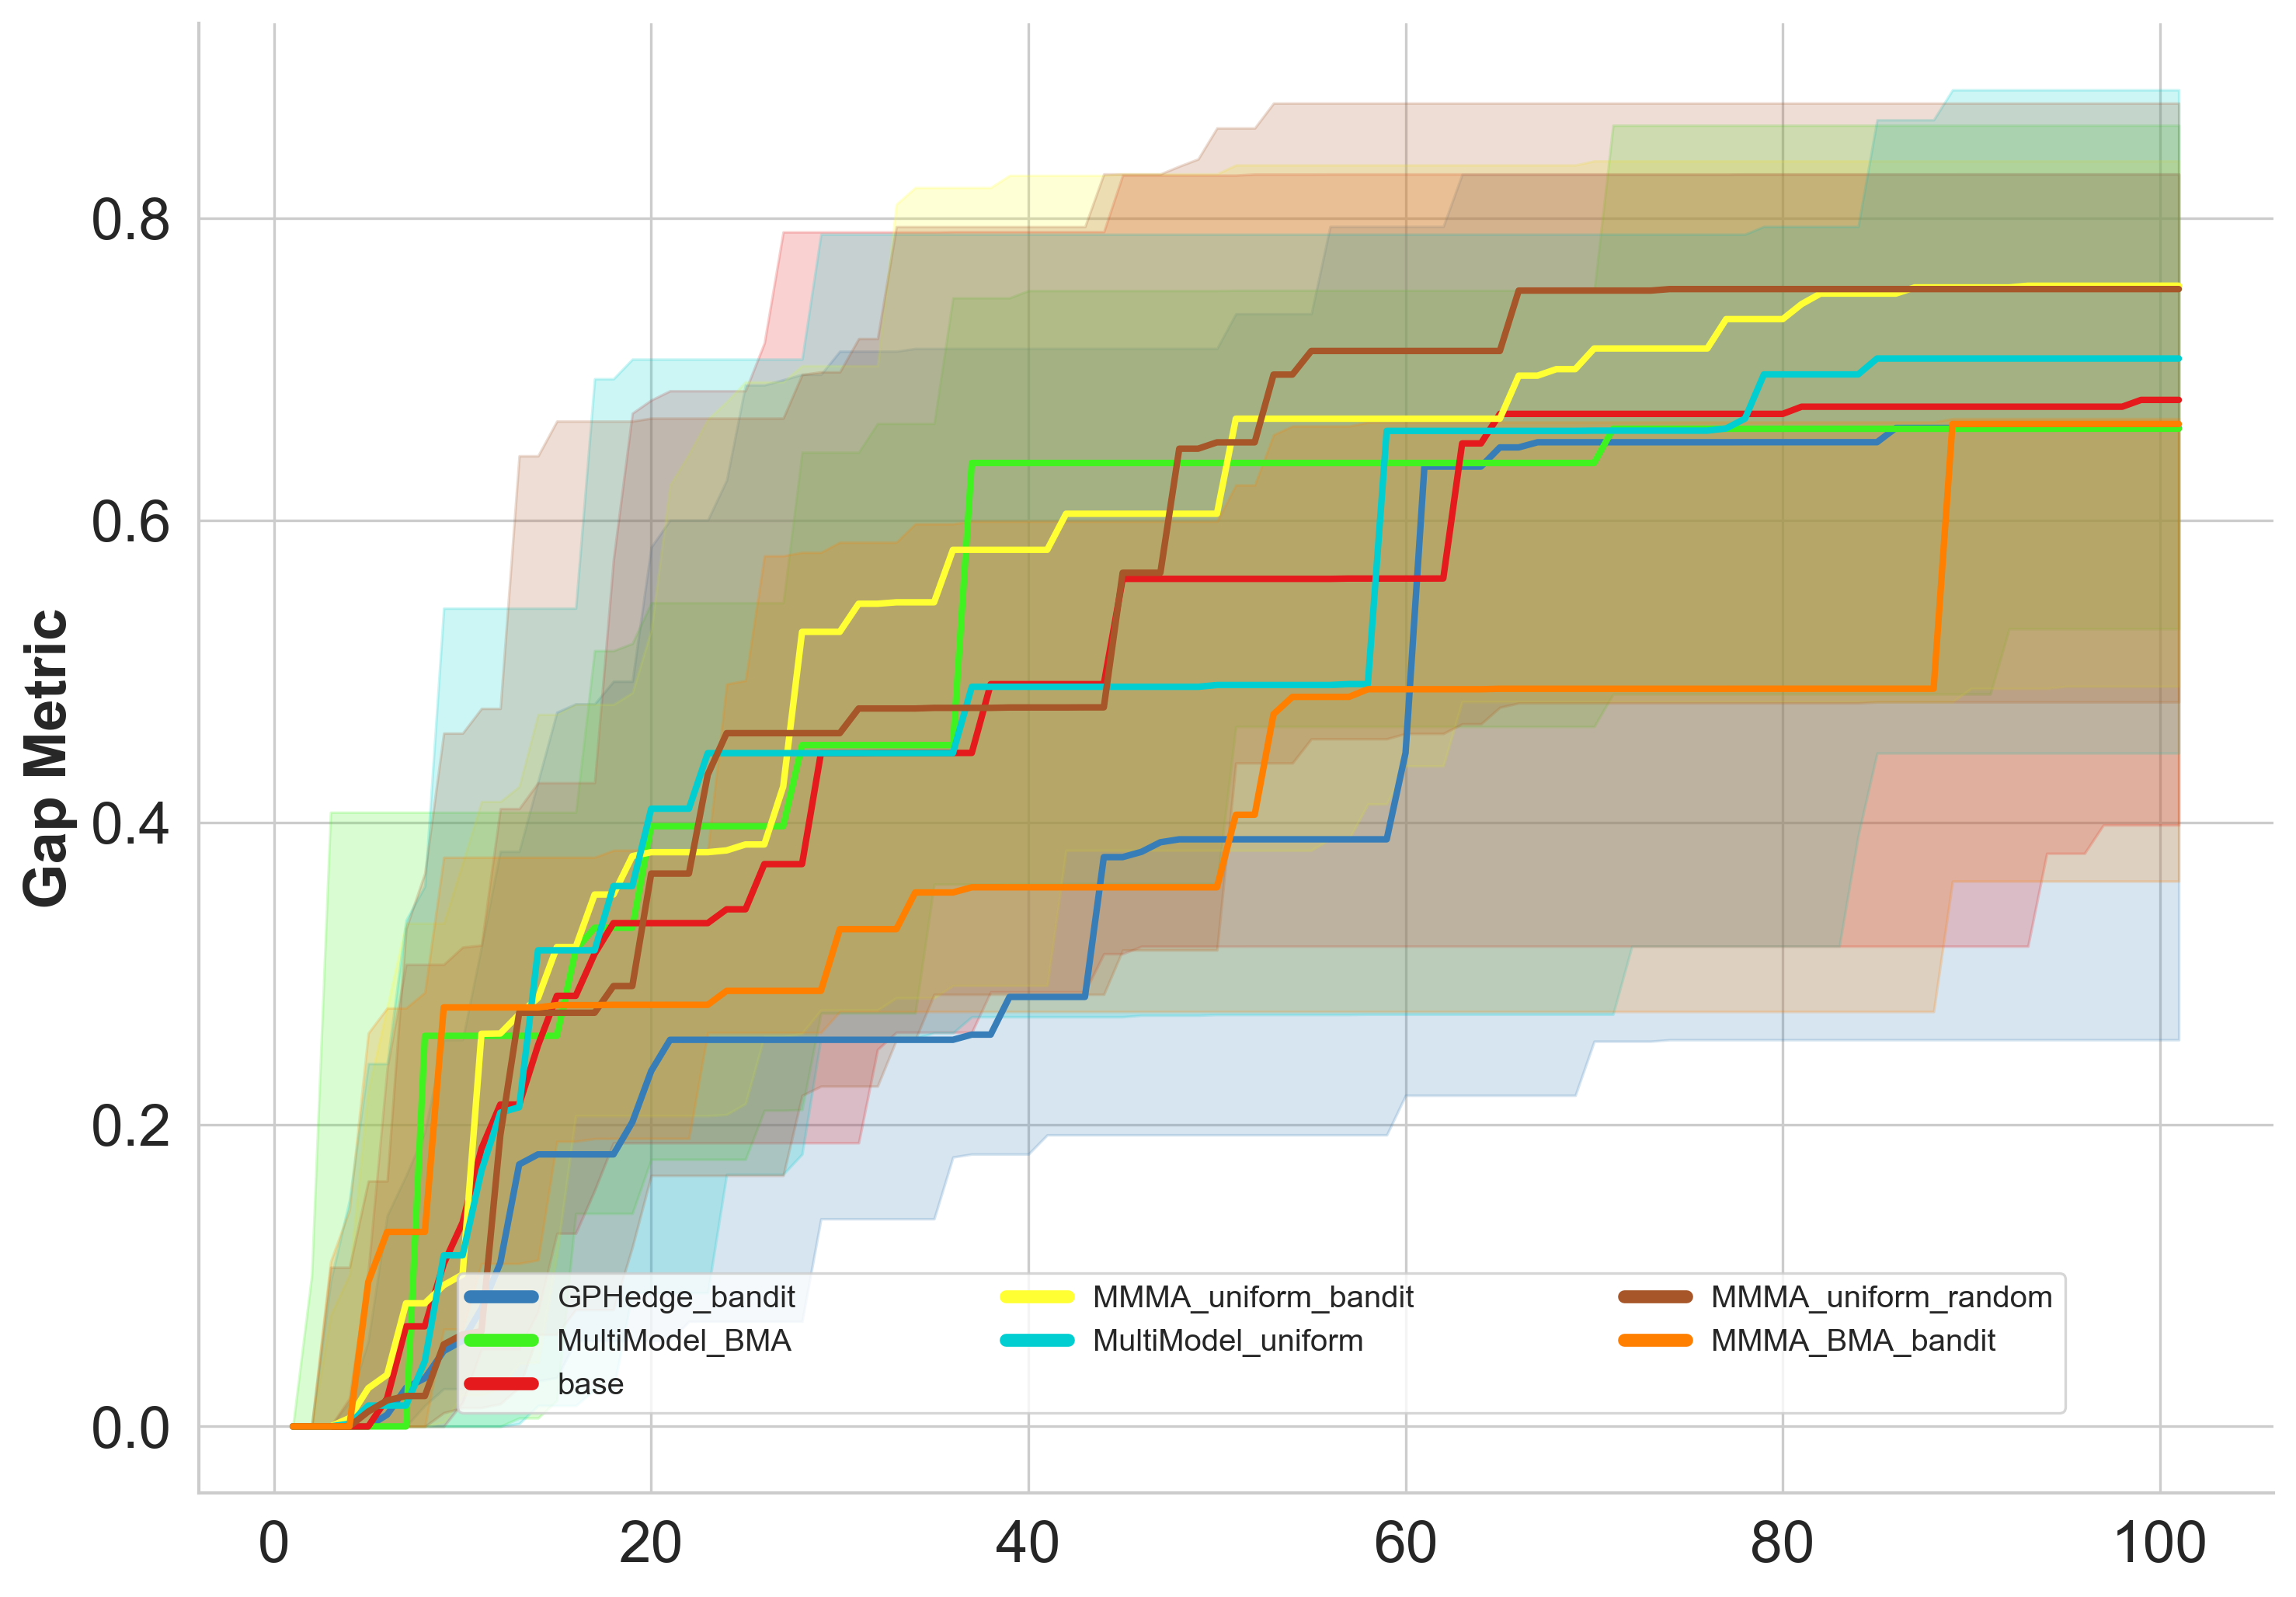 Gap Metric
0.8
0.6
0.4
0.2
0.0
0 20 40 60 80 100
GPHedge_bandit MMMA_uniform_bandit MMMA_uniform_random
MultiModel_BMA MultiModel_uniform MMMA_BMA_bandit
base